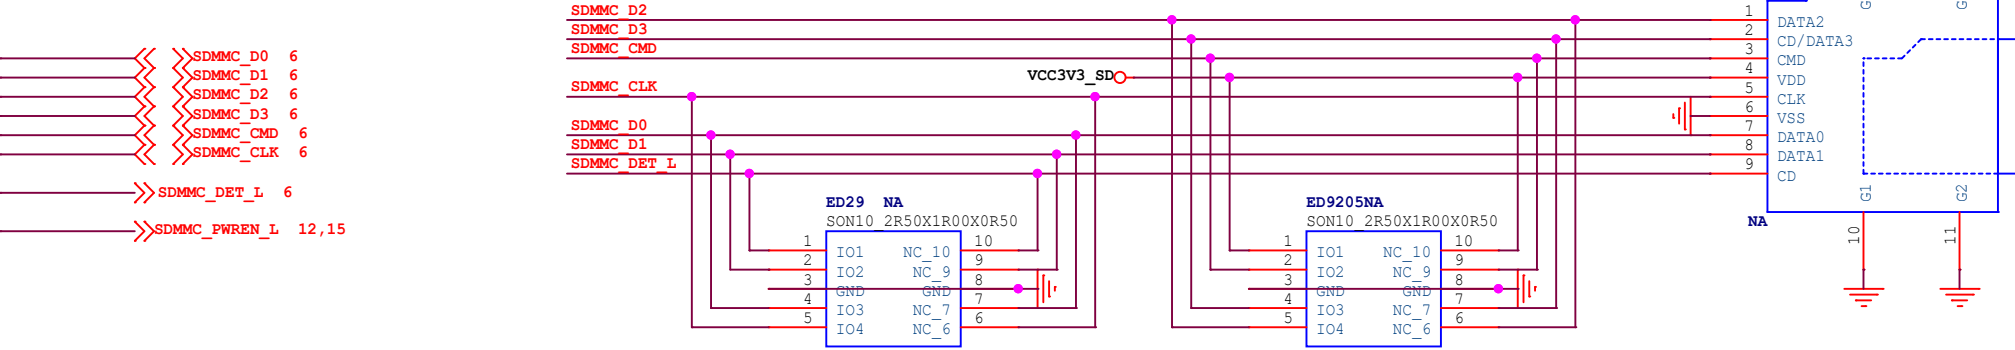 SDMMC_D0 6
SDMMC_D1 6
SDMMC_D2 6
SDMMC_D3 6
SDMMC_CMD 6
SDMMC_CLK 6
SDMMC_DET_L 6
SDMMC_PWREN_L 12,15
SDMMC_D2
SDMMC_D3
SDMMC_CMD
VCC3V3_SD
SDMMC_CLK
SDMMC_D0
SDMMC_D1
SDMMC_DET_L
ED29 NA
SON10_2R50X1R00X0R50
1 IO1 NC_10 10
2 IO2 NC_9 9
3 GND GND 8
4 IO3 NC_7 7
5 IO4 NC_6 6
ED9205NA
SON10_2R50X1R00X0R50
1 IO1 NC_10 10
2 IO2 NC_9 9
3 GND GND 8
4 IO3 NC_7 7
5 IO4 NC_6 6
1 DATA2
2 CD/DATA3
3 CMD
4 VDD
5 CLK
6 VSS
7 DATA0
8 DATA1
9 CD
G G
G1 G2
NA
10 11